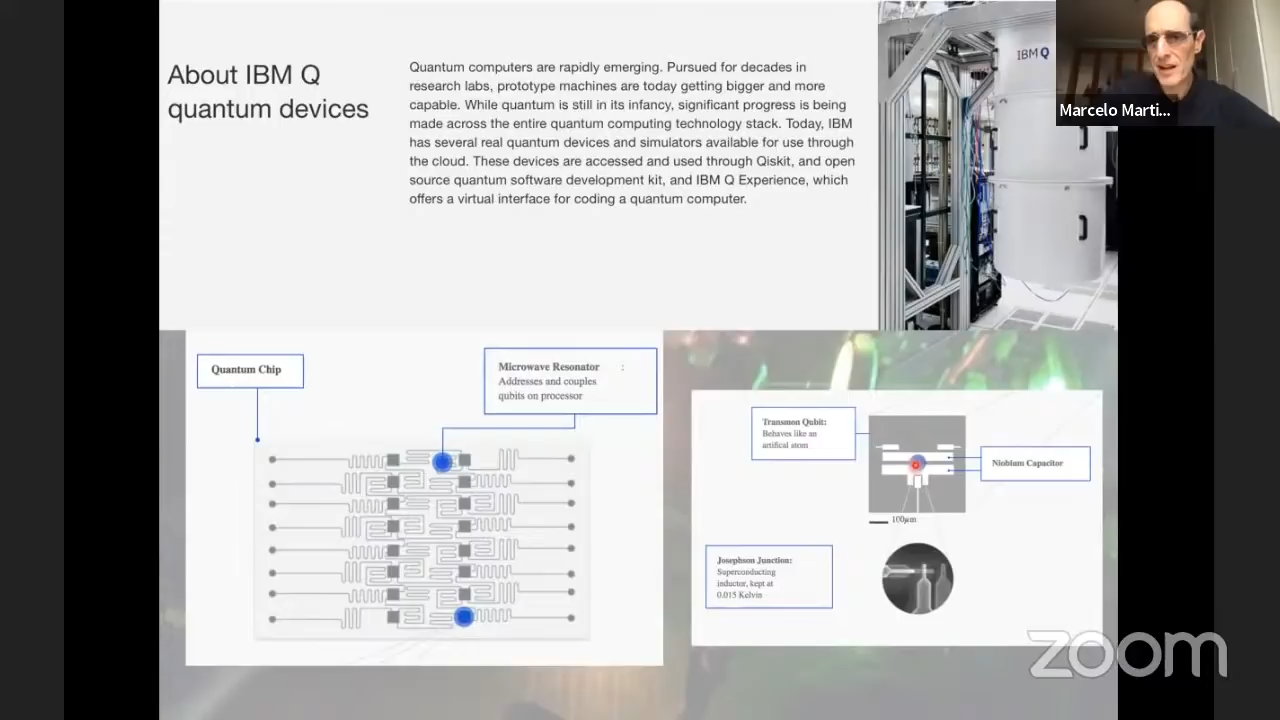 About IBM Q
quantum devices
Quantum computers are rapidly emerging. Pursued for decades in
research labs, prototype machines are today getting bigger and more
capable. While quantum is still in its infancy, significant progress is being
made across the entire quantum computing technology stack. Today, IBM
has several real quantum devices and simulators available for use through
the cloud. These devices are accessed and used through Qiskit, and open
source quantum software development kit, and IBM Q Experience, which
offers a virtual interface for coding a quantum computer.
IBM Q
Marcelo Marti...
Quantum Chip
Microwave Resonator :
Addresses and couples
qubits on processor
Transmon Qubit:
Behaves like an
artifical atom
Niobium Capacitor
100μm
Josephson Junction:
Superconducting
inductor, kept at
0.015 Kelvin
zoom